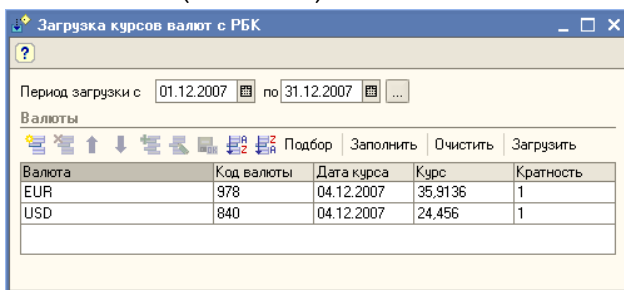 Загрузка курсов валют с РБК
?
Период загрузки с 01.12.2007 по 31.12.2007 ...
Валюты
Подбор Заполнить Очистить Загрузить
Валюта Код валюты Дата курса Курс Кратность
EUR 978 04.12.2007 35,9136 1
USD 840 04.12.2007 24,456 1